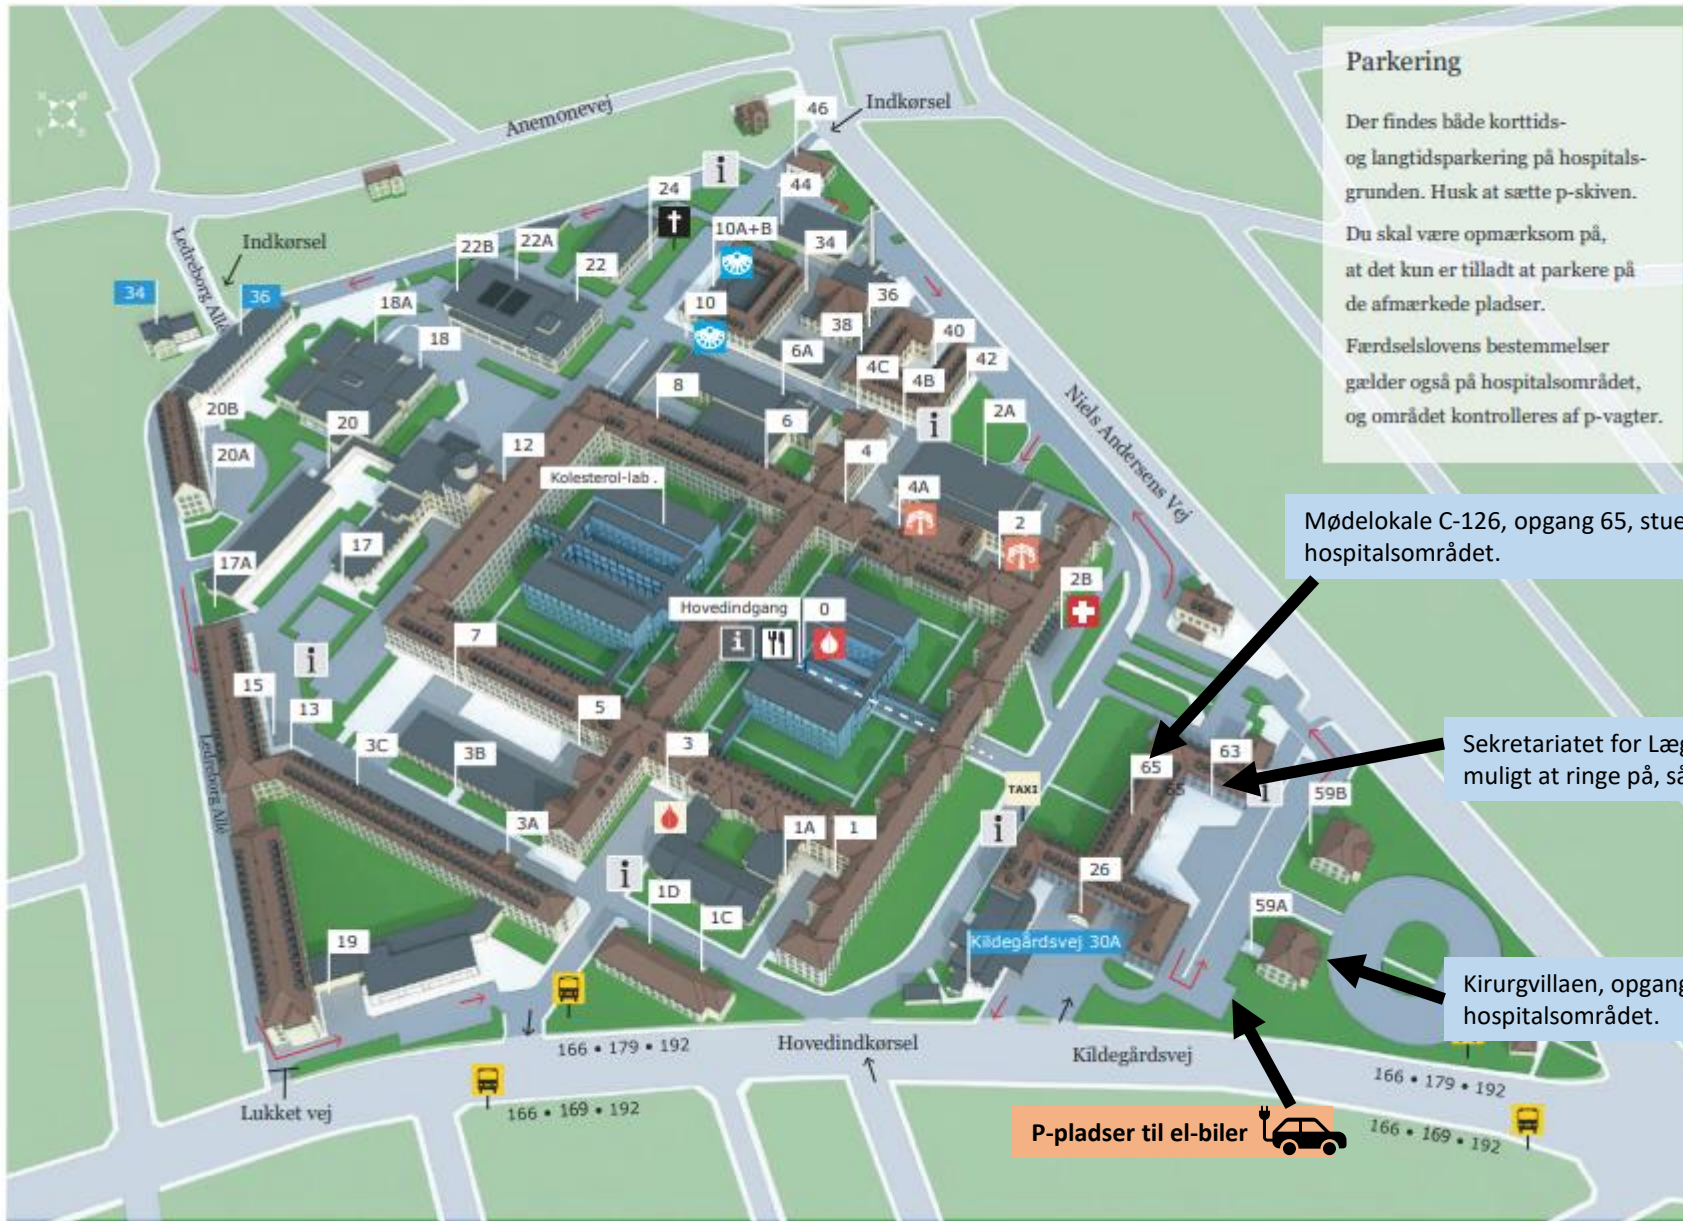 Parkering
Der findes både korttids-
og langtidsparkering på hospitals-
grunden. Husk at sætte p-skiven.
Du skal være opmærksom på,
at det kun er tilladt at parkere på
de afmærkede pladser.
Færdselslovens bestemmelser
gælder også på hospitalsområdet,
og området kontrolleres af p-vagter.
Anemonevej
46
Indkørsel
i
24
44
Ledreborg Allé
Indkørsel
22B
22A
22
10A+B
34
34
36
18A
18
10
36
38
40
6A
4C
4B
42
8
i
2A
Niels Andersens Vej
20B
20
6
12
4
20A
Kolesterol-lab.
4A
2
Mødelokale C-126, opgang 65, stue
hospitalsområdet.
17A
17
2B
Hovedindgang
0
i
7
i
15
13
5
3C
3B
3
63
65
65
Sekretariatet for Læg
muligt at ringe på, så
Ledreborg Allé
TAXI
i
59B
3A
1A
1
i
i
26
1D
1C
59A
19
Kildegårdsvej 30A
Kirurgvillaen, opgang
hospitalsområdet.
166 • 179 • 192
Hovedindkørsel
Kildegårdsvej
166 • 179 • 192
Lukket vej
166 • 169 • 192
P-pladser til el-biler
166 • 169 • 192